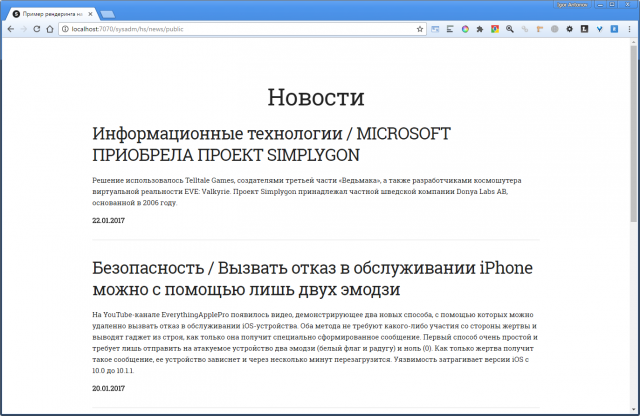 Пример рендеринга но
Igor Antonov
localhost:7070/sysadm/hs/news/public
Новости
Информационные технологии / MICROSOFT
ПРИОБРЕЛА ПРОЕКТ SIMPLYGON
Решение использовалось Telltale Games, создателями третьей части «Ведьмака», а также разработчиками космошутера
виртуальной реальности EVE: Valkyrie. Проект Simplygon принадлежал частной шведской компании Donya Labs AB,
основанной в 2006 году.
22.01.2017
Безопасность / Вызвать отказ в обслуживании iPhone
можно с помощью лишь двух эмодзи
На YouTube-канале EverythingApplePro появилось видео, демонстрирующее два новых способа, с помощью которых можно
удаленно вызвать отказ в обслуживании iOS-устройства. Оба метода не требуют какого-либо участия со стороны жертвы и
выводят гаджет из строя, как только она получит специально сформированное сообщение. Первый способ очень простой и
требует лишь отправить на атакуемое устройство два эмодзи (белый флаг и радугу) и ноль (0). Как только жертва получит
такое сообщение, ее устройство зависнет и через несколько минут перезагрузится. Уязвимость затрагивает версии iOS с
10.0 до 10.1.1.
20.01.2017